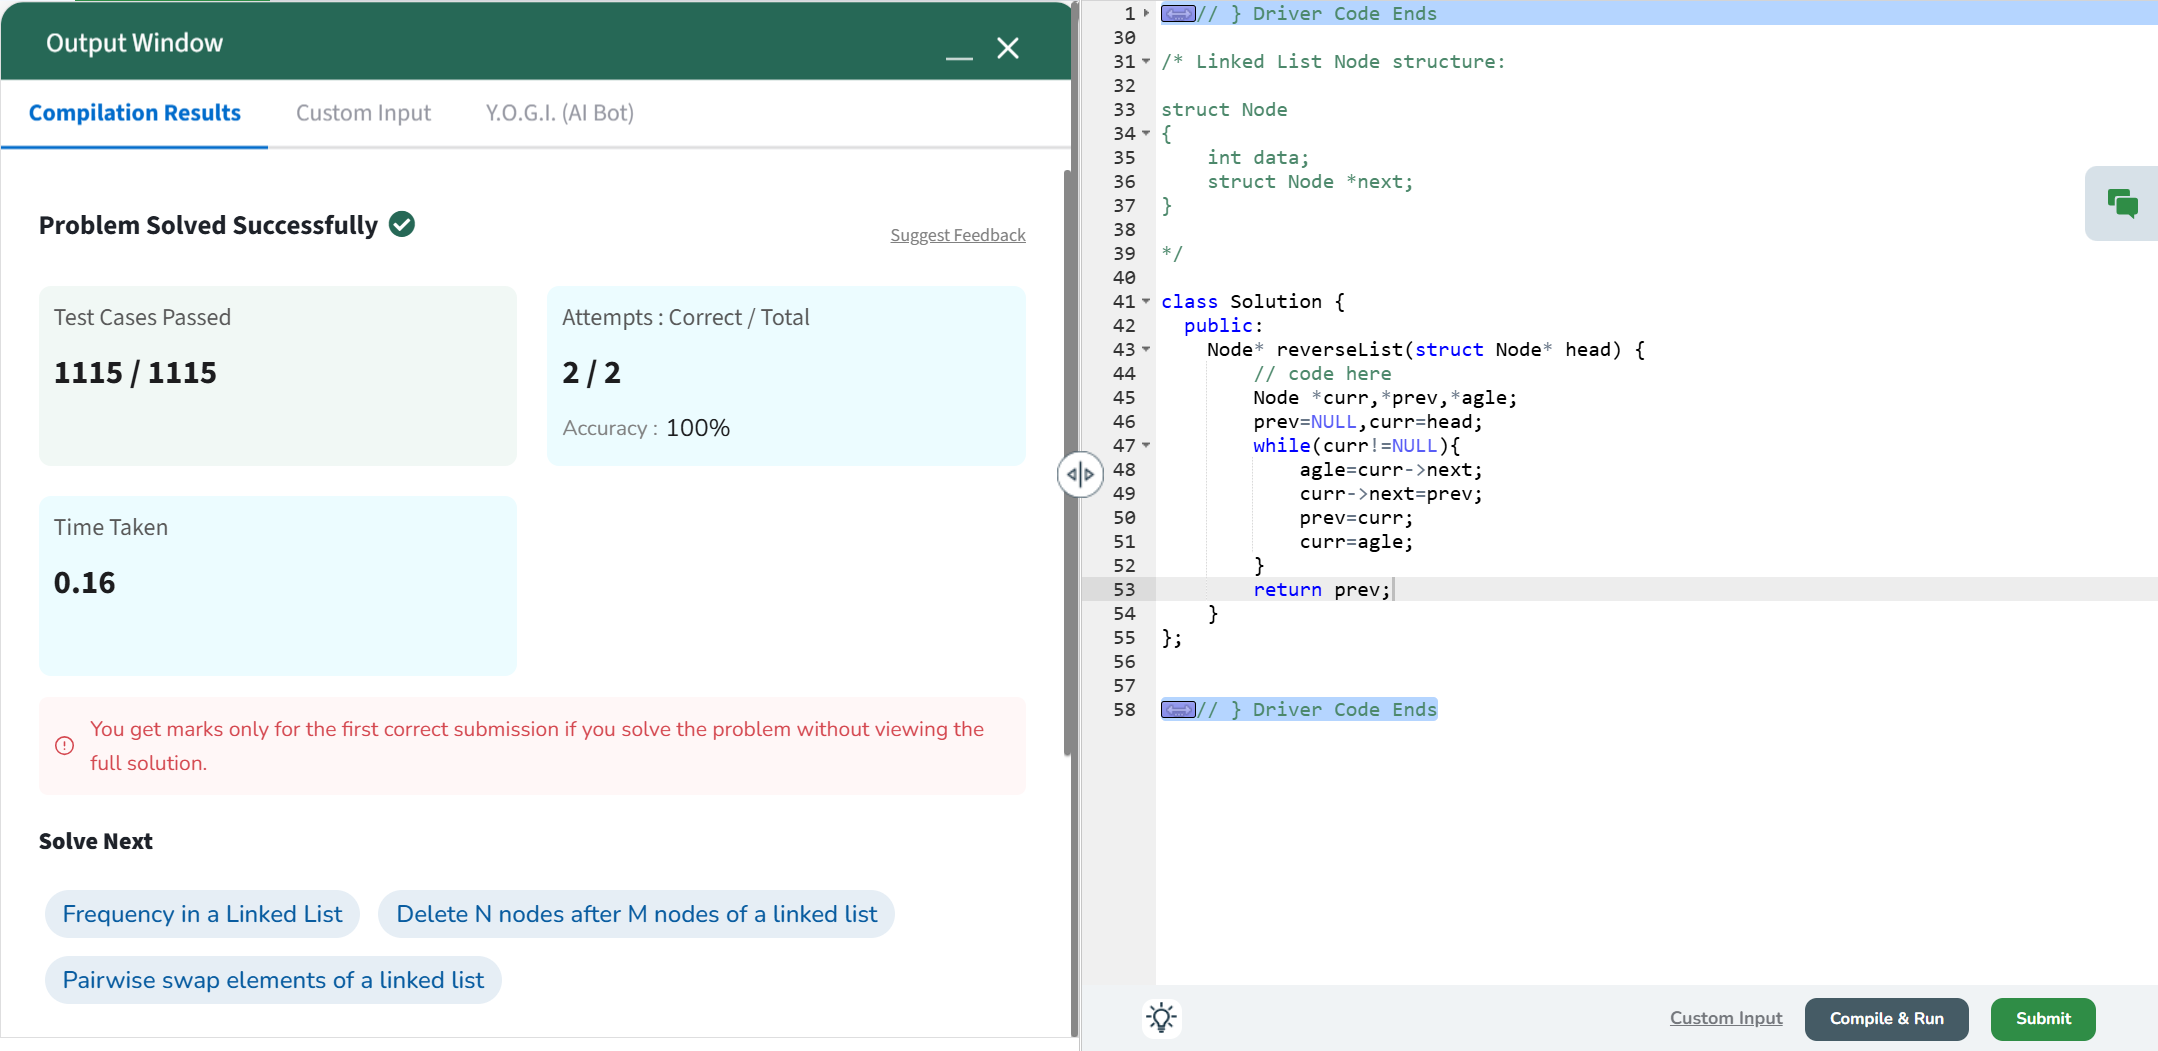 Output Window
Compilation Results Custom Input Y.O.G.I. (AI Bot)
Problem Solved Successfully
Suggest Feedback
Test Cases Passed
1115 / 1115
Attempts : Correct / Total
2 / 2
Accuracy : 100%
Time Taken
0.16
You get marks only for the first correct submission if you solve the problem without viewing the
full solution.
Solve Next
Frequency in a Linked List
Delete N nodes after M nodes of a linked list
Pairwise swap elements of a linked list
1 // } Driver Code Ends
30
31 /* Linked List Node structure:
32
33 struct Node
34 {
35     int data;
36     struct Node *next;
37 }
38
39 */
40
41 class Solution {
42   public:
43     Node* reverseList(struct Node* head) {
44         // code here
45         Node *curr,*prev,*agle;
46         prev=NULL,curr=head;
47         while(curr!=NULL){
48             agle=curr->next;
49             curr->next=prev;
50             prev=curr;
51             curr=agle;
52         }
53         return prev;
54     }
55 };
56
57
58 // } Driver Code Ends
Custom Input Compile & Run Submit